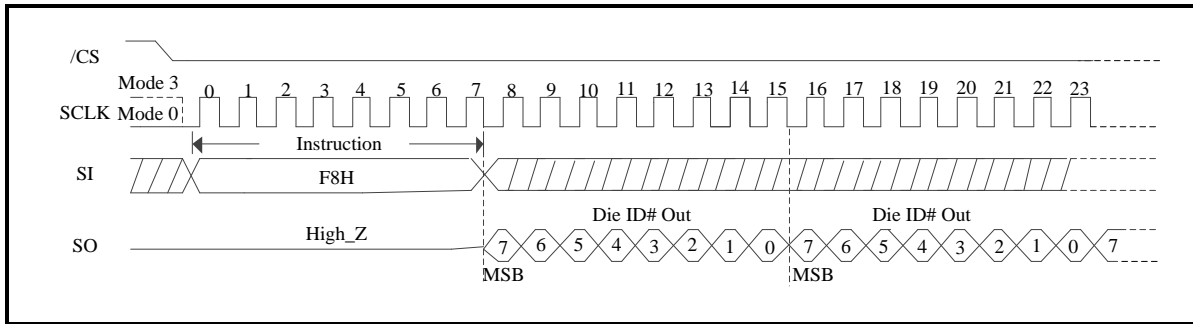 /CS
Mode 3
0 1 2 3 4 5 6 7 8 9 10 11 12 13 14 15 16 17 18 19 20 21 22 23
SCLK Mode 0
Instruction
SI
F8H
Die ID# Out Die ID# Out
SO
High_Z
7 6 5 4 3 2 1 0 7 6 5 4 3 2 1 0 7
MSB MSB